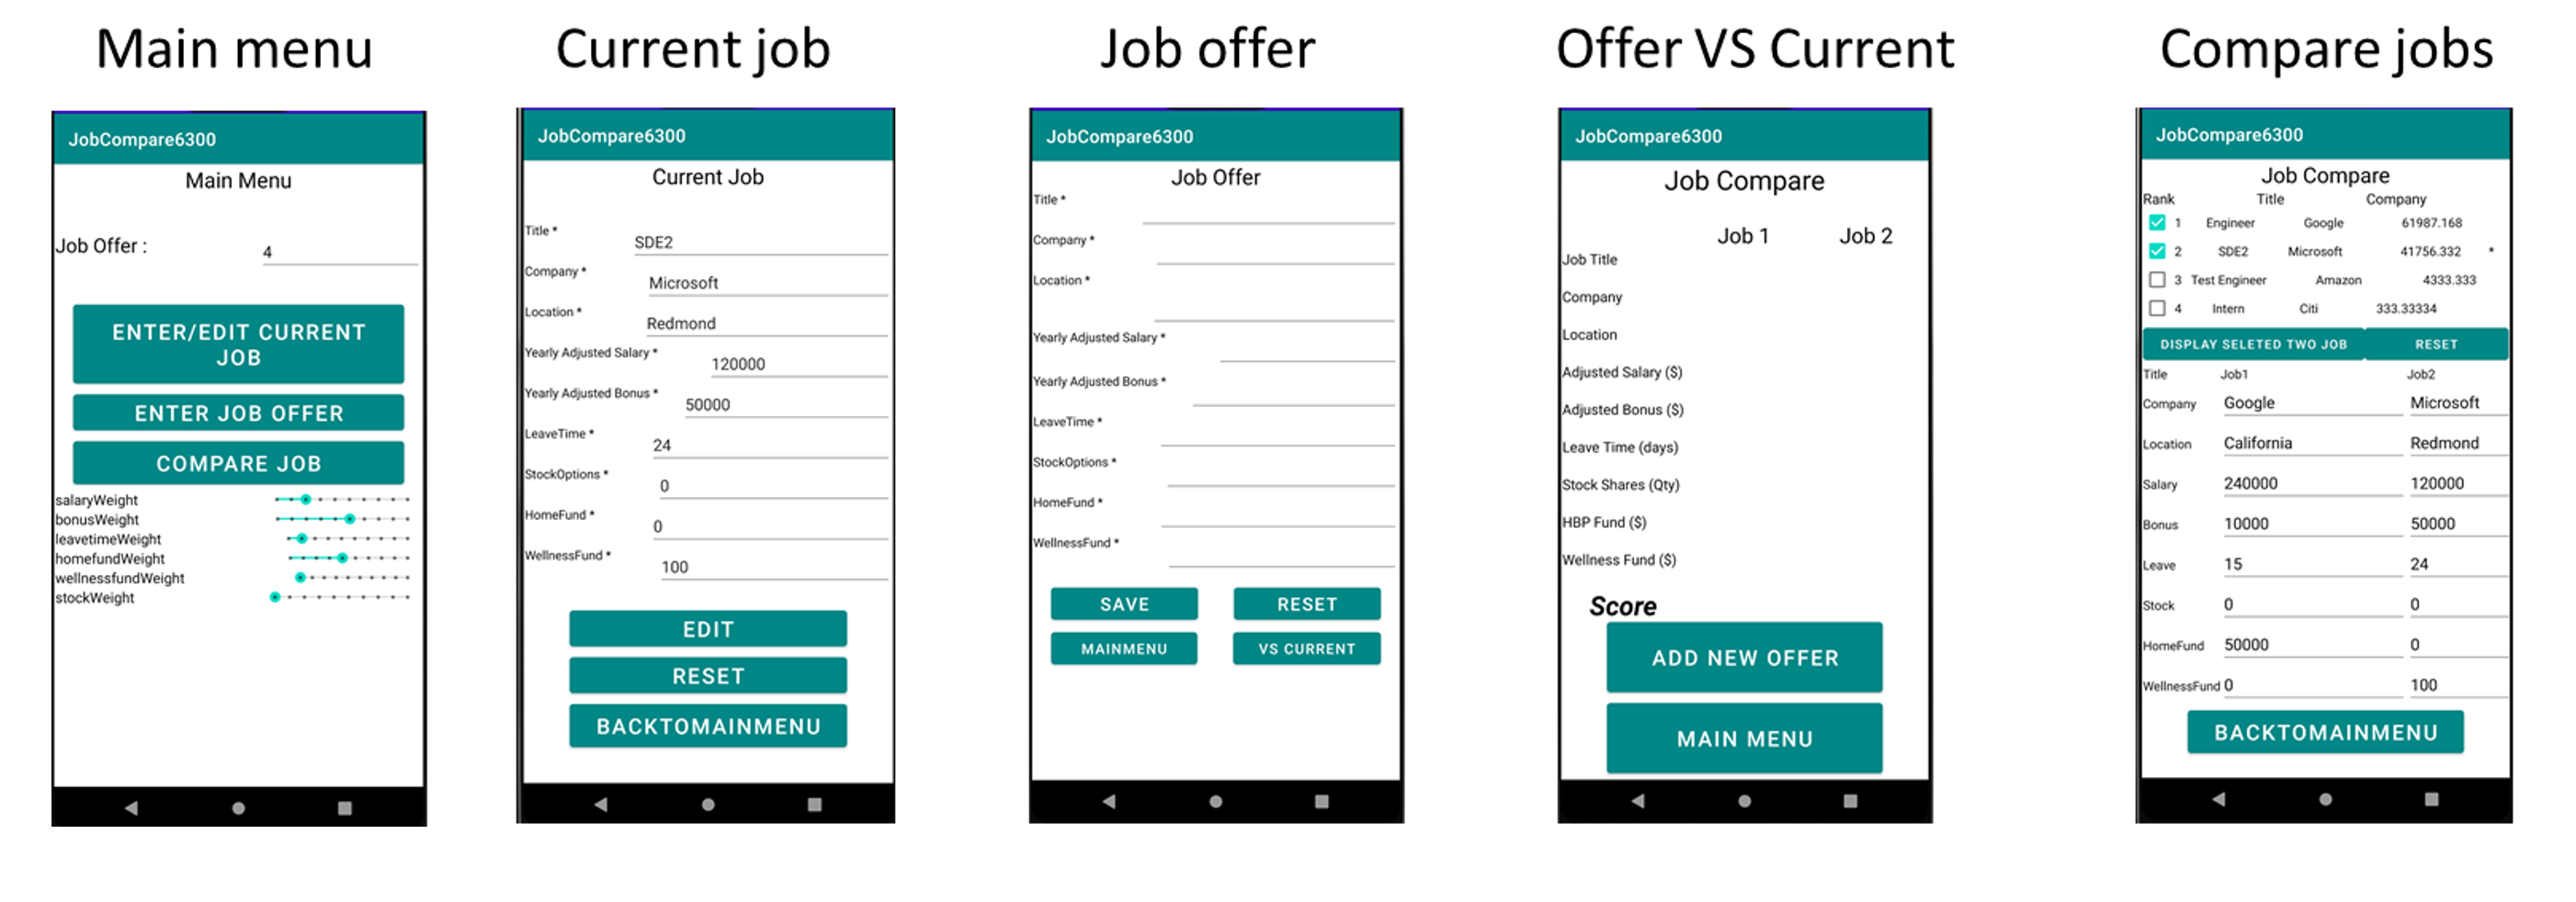 Main menu
JobCompare6300
Main Menu
Job Offer :
4
ENTER/EDIT CURRENT
JOB
ENTER JOB OFFER
COMPARE JOB
salaryWeight
bonusWeight
leavetimeWeight
homefundWeight
wellnessfundWeight
stockWeight
Current job
JobCompare6300
Current Job
Title *
SDE2
Company *
Microsoft
Location *
Redmond
Yearly Adjusted Salary *
120000
Yearly Adjusted Bonus *
50000
LeaveTime *
24
StockOptions *
0
HomeFund *
0
WellnessFund *
100
EDIT
RESET
BACKTOMAINMENU
Job offer
JobCompare6300
Job Offer
Title *
Company *
Location *
Yearly Adjusted Salary *
Yearly Adjusted Bonus *
LeaveTime *
StockOptions *
HomeFund *
WellnessFund *
SAVE RESET
MAINMENU VS CURRENT
Offer VS Current
JobCompare6300
Job Compare
Job 1 Job 2
Job Title
Company
Location
Adjusted Salary ($)
Adjusted Bonus ($)
Leave Time (days)
Stock Shares (Qty)
HBP Fund ($)
Wellness Fund ($)
Score
ADD NEW OFFER
MAIN MENU
Compare jobs
JobCompare6300
Job Compare
Rank Title Company
1 Engineer Google 61987.168
2 SDE2 Microsoft 41756.332 *
3 Test Engineer Amazon 4333.333
4 Intern Citi 333.33334
DISPLAY SELETED TWO JOB RESET
Title Job1 Job2
Company Google Microsoft
Location California Redmond
Salary 240000 120000
Bonus 10000 50000
Leave 15 24
Stock 0 0
HomeFund 50000 0
WellnessFund 0 100
BACKTOMAINMENU